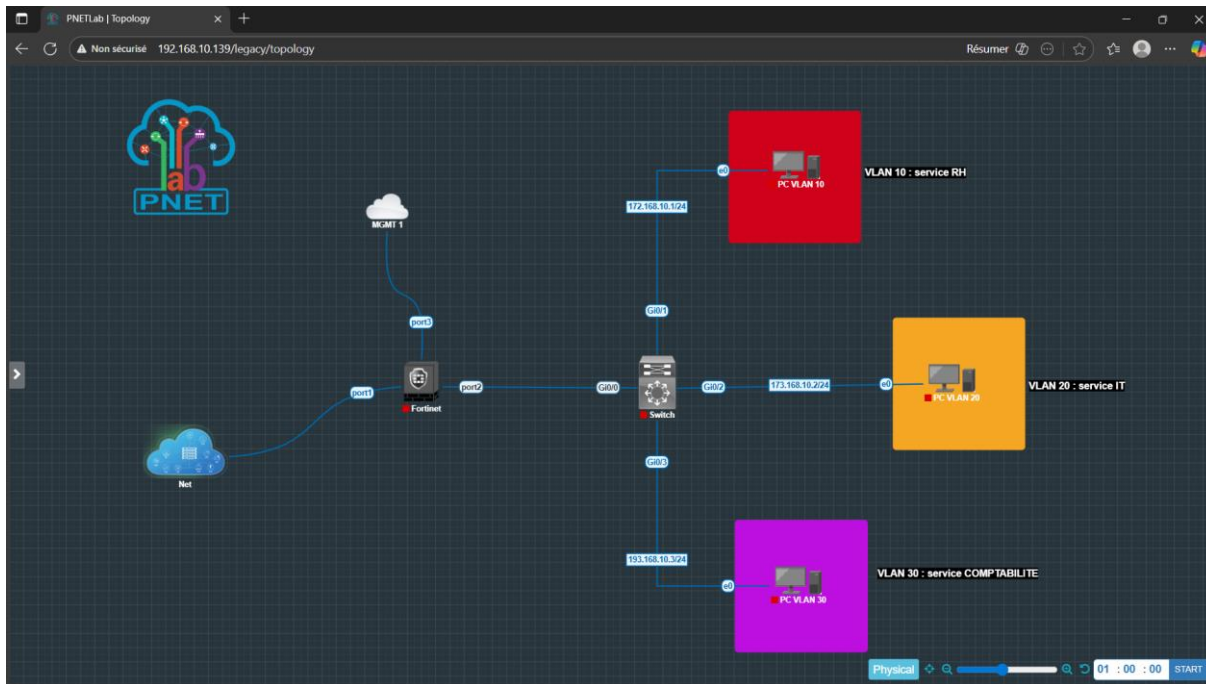 PNETLab | Topology
Non sécurisé 192.168.10.139/legacy/topology
Résumer
lab
PNET
MGMT 1
port3
port1
Fortinet
port2
Net
Gi0/0
Switch
Gi0/1
172.168.10.1/24
e0
PC VLAN 10
VLAN 10 : service RH
Gi0/2
173.168.10.2/24
e0
PC VLAN 20
VLAN 20 : service IT
Gi0/3
193.168.10.3/24
e0
PC VLAN 30
VLAN 30 : service COMPTABILITE
Physical
01 : 00 : 00 START